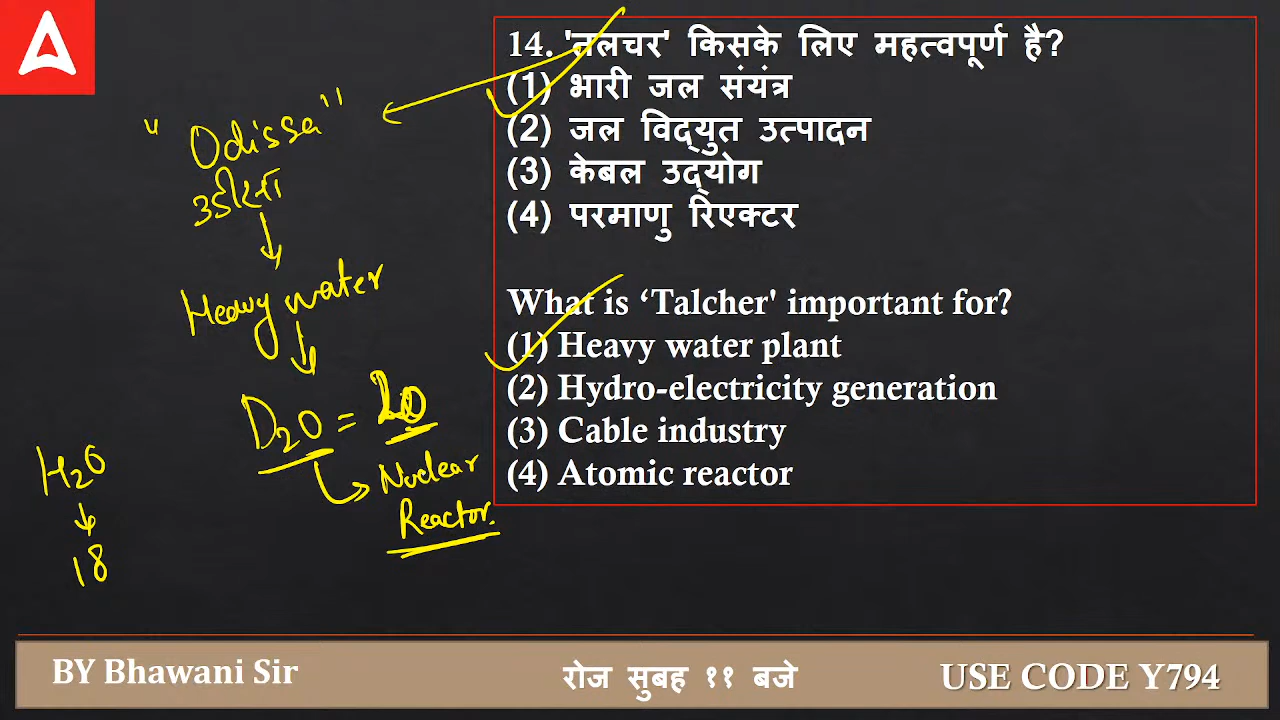 14. 'तलचर' किसके लिए महत्वपूर्ण है?
(1) भारी जल संयंत्र
(2) जल विद्युत उत्पादन
(3) केबल उद्योग
(4) परमाणु रिएक्टर
What is ‘Talcher' important for?
(1) Heavy water plant
(2) Hydro-electricity generation
(3) Cable industry
(4) Atomic reactor
"Odissa"
उड़ीसा
Heavy water
D2O = 20
Nuclear
Reactor.
H2O
18
BY Bhawani Sir
रोज सुबह ११ बजे
USE CODE Y794